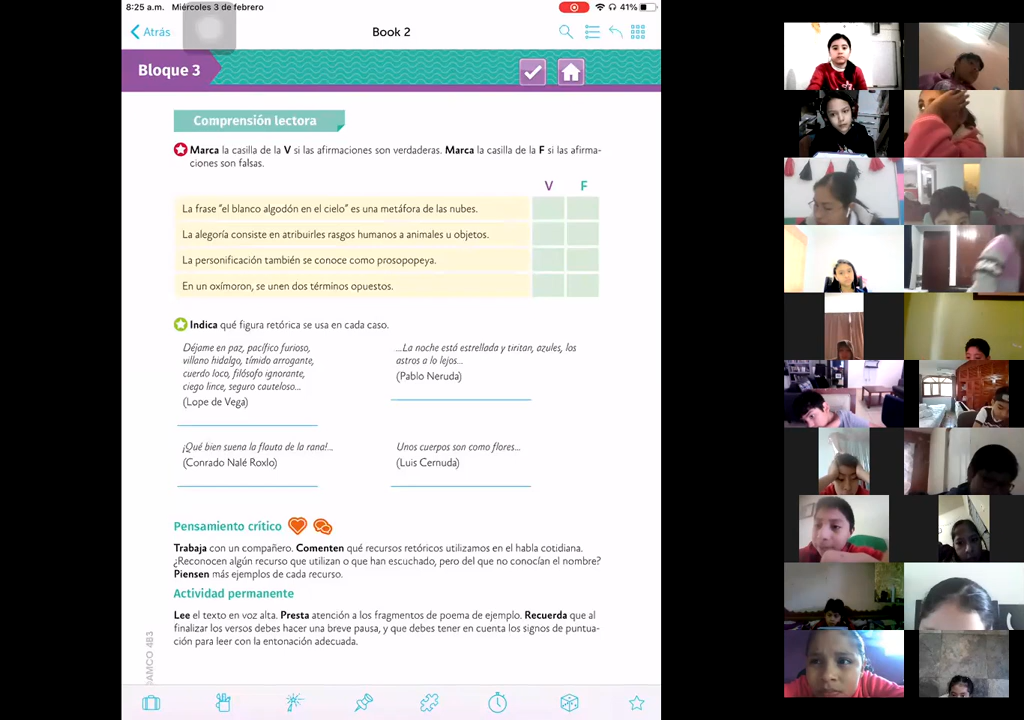 8:25 a.m. Miércoles 3 de febrero
41%
Atrás
Book 2
Bloque 3
Comprensión lectora
Marca la casilla de la V si las afirmaciones son verdaderas. Marca la casilla de la F si las afirma-
ciones son falsas.
V F
La frase "el blanco algodón en el cielo" es una metáfora de las nubes.
La alegoría consiste en atribuirles rasgos humanos a animales u objetos.
La personificación también se conoce como prosopopeya.
En un oxímoron, se unen dos términos opuestos.
Indica qué figura retórica se usa en cada caso.
Déjame en paz, pacífico furioso,
villano hidalgo, tímido arrogante,
cuerdo loco, filósofo ignorante,
ciego lince, seguro cauteloso...
(Lope de Vega)
...La noche está estrellada y tiritan, azules, los
astros a lo lejos...
(Pablo Neruda)
¡Qué bien suena la flauta de la rana!...
(Conrado Nalé Roxlo)
Unos cuerpos son como flores...
(Luis Cernuda)
Pensamiento crítico
Trabaja con un compañero. Comenten qué recursos retóricos utilizamos en el habla cotidiana.
¿Reconocen algún recurso que utilizan o que han escuchado, pero del que no conocían el nombre?
Piensen más ejemplos de cada recurso.
Actividad permanente
Lee el texto en voz alta. Presta atención a los fragmentos de poema de ejemplo. Recuerda que al
finalizar los versos debes hacer una breve pausa, y que debes tener en cuenta los signos de puntua-
ción para leer con la entonación adecuada.
DAMCO 4B3